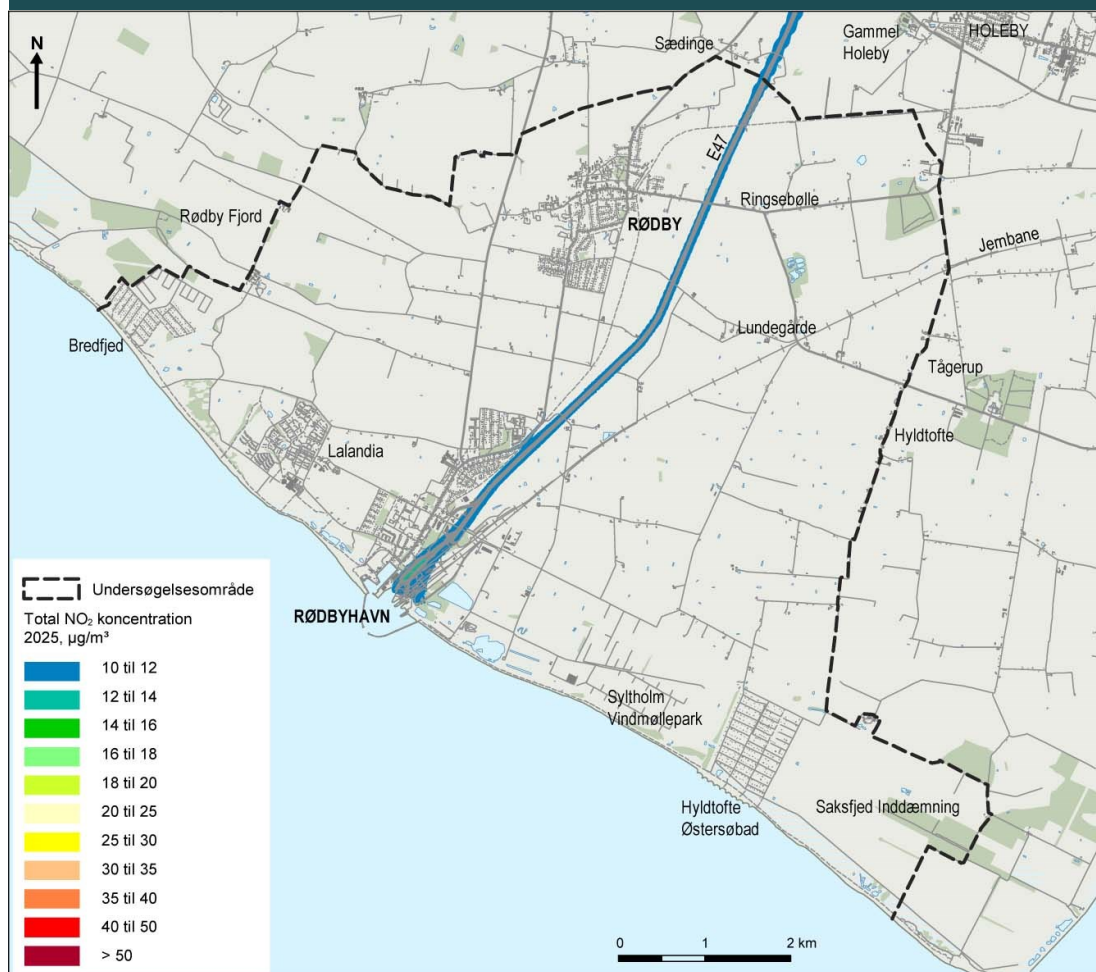 N
Sædinge
Gammel
Holeby
HOLEBY
E47
Rødby Fjord
RØDBY
Ringsebølle
Jernbane
Bredfjed
Lundegårde
Tågerup
Hyldtofte
Lalandia
RØDBYHAVN
Syltholm
Vindmøllepark
Hyldtofte
Østersøbad
Saksfjed Inddæmning
Undersøgelsesområde
Total NO₂ koncentration
2025, µg/m³
10 til 12
12 til 14
14 til 16
16 til 18
18 til 20
20 til 25
25 til 30
30 til 35
35 til 40
40 til 50
> 50
0 1 2 km